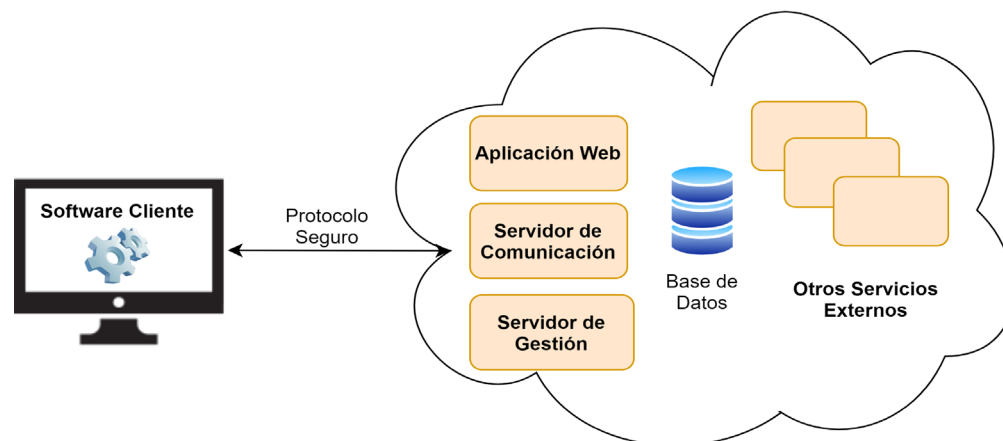 Software Cliente
Protocolo
Seguro
Aplicación Web
Servidor de
Comunicación
Servidor de
Gestión
Base de
Datos
Otros Servicios
Externos